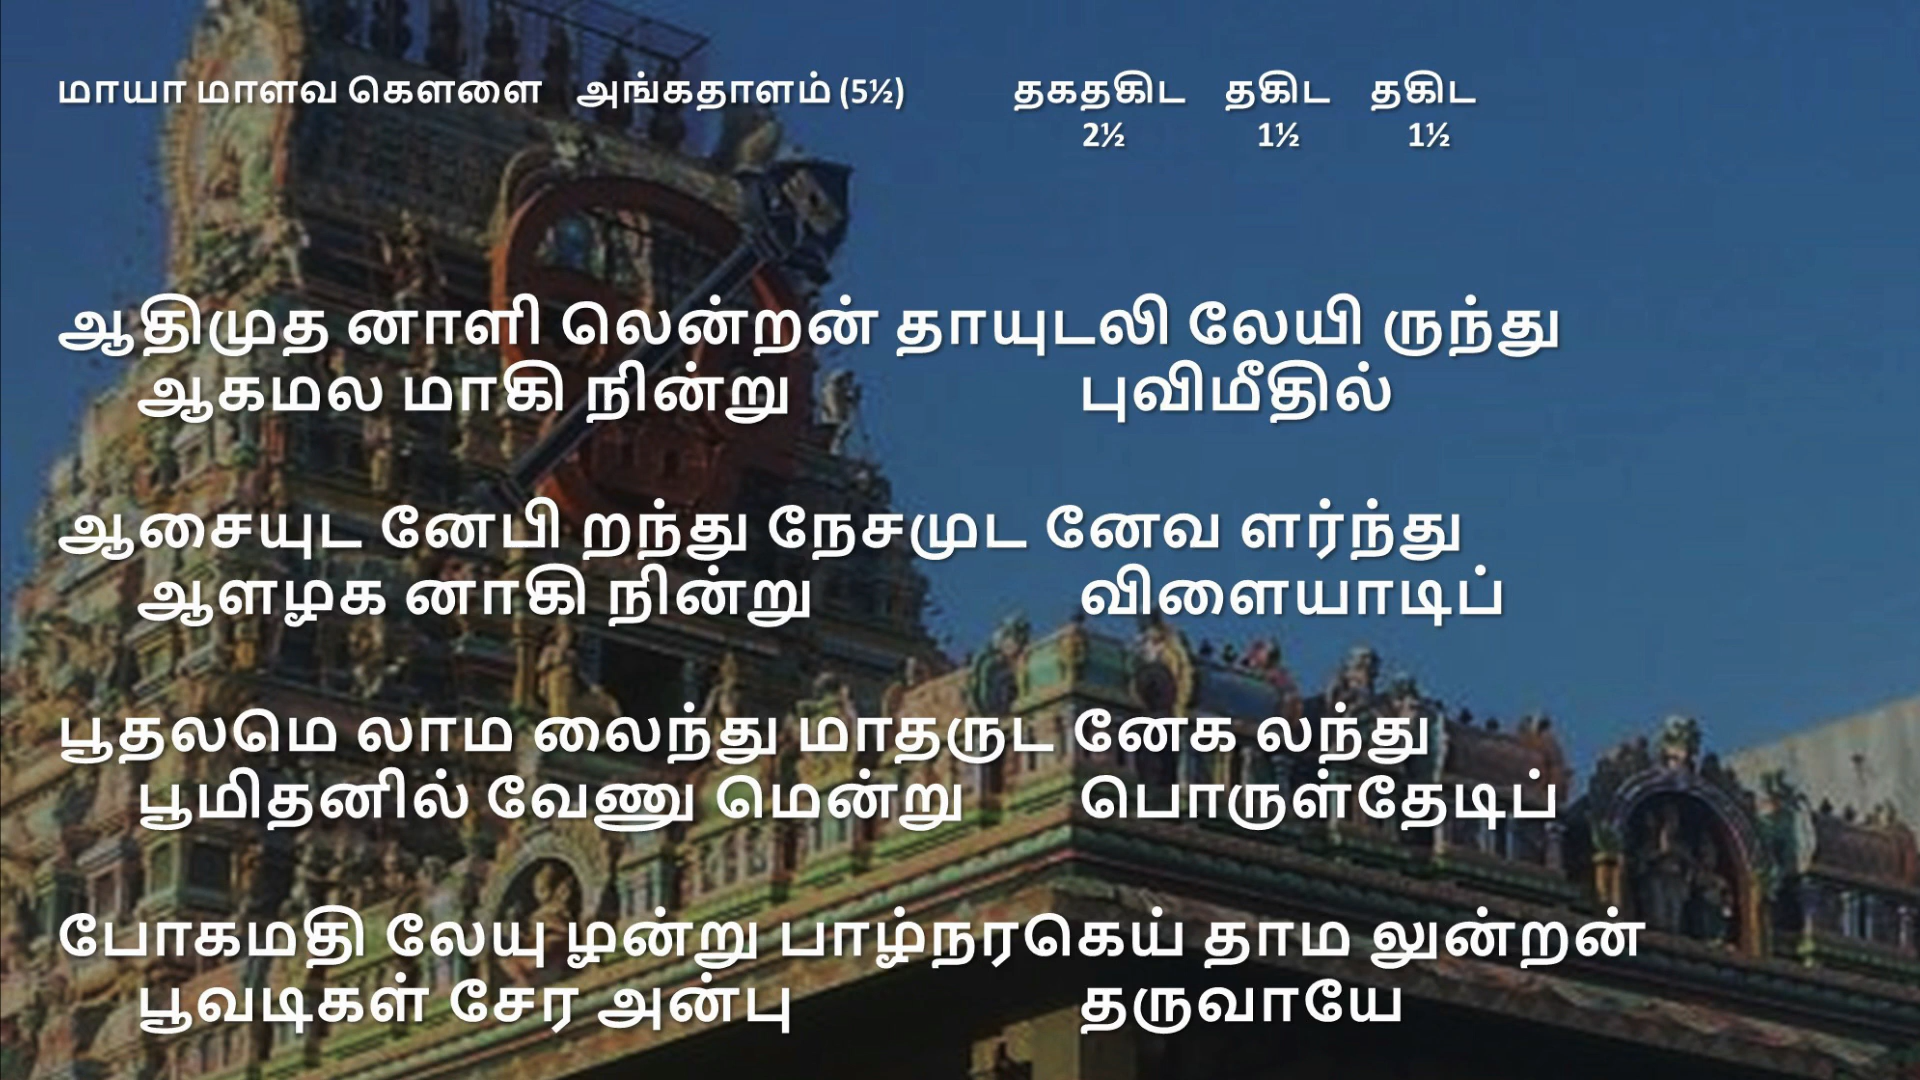 மாயா மாளவ கௌளை அங்கதாளம் (5½) தகதகிட தகிட தகிட
2½ 1½ 1½
ஆதிமுத னாளி லென்றன் தாயுடலி லேயி ருந்து
ஆகமல மாகி நின்று புவிமீதில்
ஆசையுட னேபி றந்து நேசமுட னேவ ளர்ந்து
ஆளழக னாகி நின்று விளையாடிப்
பூதலமெ லாம லைந்து மாதருட னேக லந்து
பூமிதனில் வேணு மென்று பொருள்தேடிப்
போகமதி லேயு ழன்று பாழ்நரகெய் தாம லுன்றன்
பூவடிகள் சேர அன்பு தருவாயே